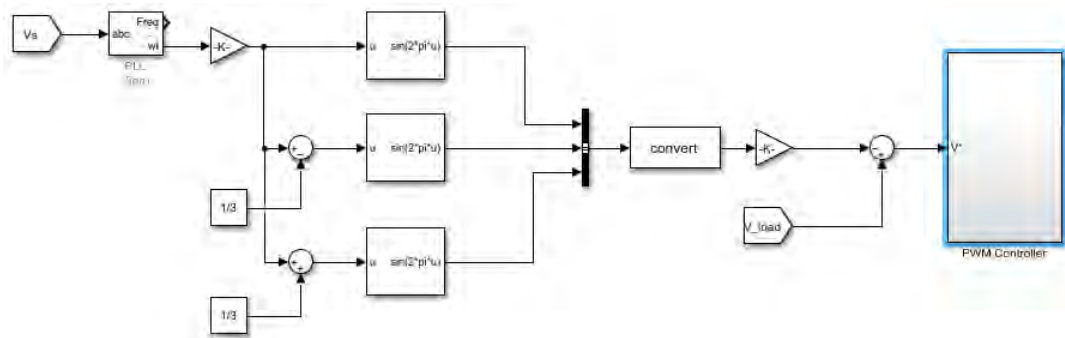 Vs
abc
Freq
wt
-K-
u
sin(2*pi*u)
u
sin(2*pi*u)
1/3
convert
-K-
V*
V_load
PWM Controller
u
sin(2*pi*u)
1/3